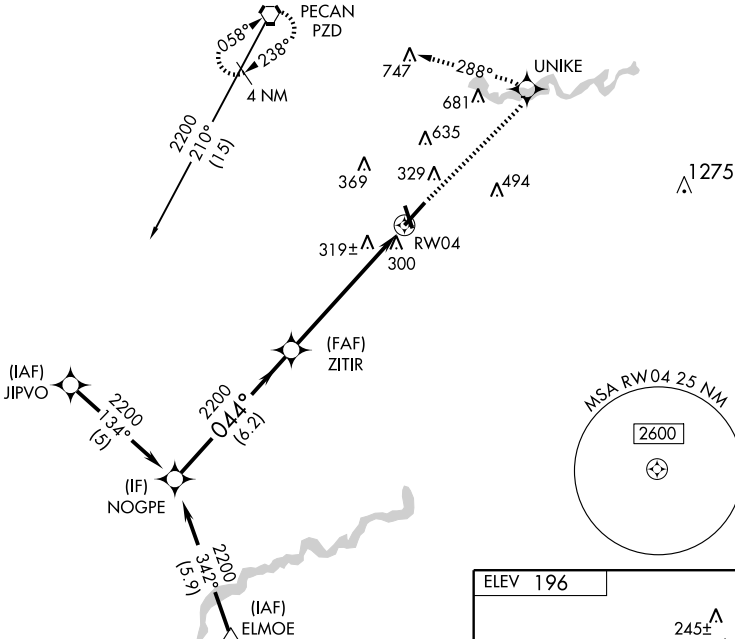 PECAN
PZD
058°
238°
4 NM
2200
210°
(15)
747
288°
UNIKE
681
635
369
329
494
1275
319±
RW04
300
(FAF)
ZITIR
(IAF)
JIPVO
2200
134°
(5)
2200
044°
(6.2)
(IF)
NOGPE
2200
342°
(5.9)
(IAF)
ELMOE
MSA RW04 25 NM
2600
ELEV 196
245±